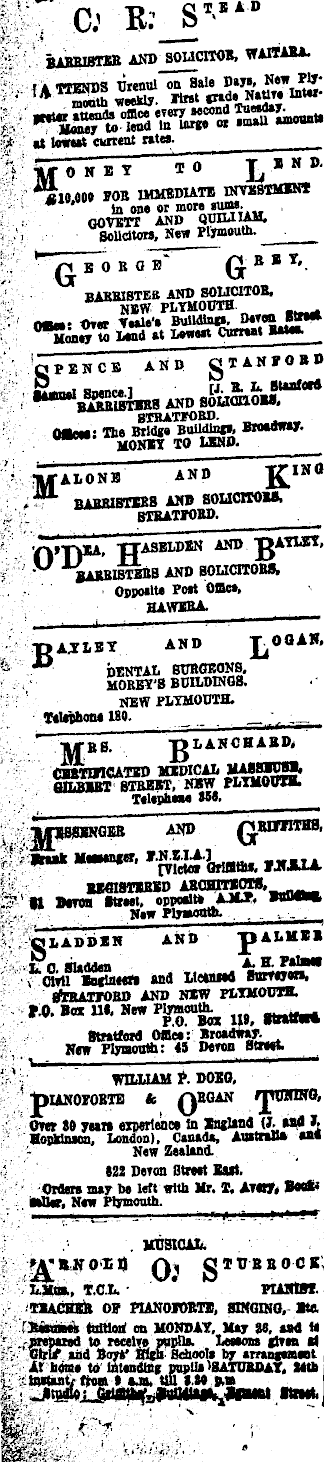 C. R. STEAD
BARRISTER AND SOLICITOR, WAITARA.
ATTENDS Urenui on Sale Days, New Ply-
mouth weekly. First grade Native Inter-
preter attends office every second Tuesday.
Money to lend in large or small amounts
at lowest current rates.
MONEY TO LEND.
£10,000 FOR IMMEDIATE INVESTMENT
in one or more sums.
GOVETT AND QUILLIAM,
Solicitors, New Plymouth.
GEORGE GREY,
BARRISTER AND SOLICITOR,
NEW PLYMOUTH.
Offices: Over Veale's Buildings, Devon Street
Money to Lend at Lowest Current Rates.
SPENCE AND STANFORD
Samuel Spence.] [J. R. L. Stanford
BARRISTERS AND SOLICITORS,
STRATFORD.
Offices: The Bridge Buildings, Broadway.
MONEY TO LEND.
MALONE AND KING
BARRISTERS AND SOLICITORS,
STRATFORD.
O'DEA, HASELDEN AND BAYLEY,
BARRISTERS AND SOLICITORS,
Opposite Post Office,
HAWERA.
BAYLEY AND LOGAN,
DENTAL SURGEONS,
MOREY'S BUILDINGS.
NEW PLYMOUTH.
Telephone 180.
MRS. BLANCHARD,
CERTIFICATED MEDICAL MASSEUSE,
GILBERT STREET, NEW PLYMOUTH.
Telephone 356.
MESSENGER AND GRIFFITHS,
Frank Messenger, F.N.Z.I.A.]
[Victor Griffiths, F.N.Z.I.A.
REGISTERED ARCHITECTS,
81 Devon Street, opposite A.M.P. Building,
New Plymouth.
SLADDEN AND PALMER
L. C. Sladden A. H. Palmer
Civil Engineers and Licensed Surveyors,
STRATFORD AND NEW PLYMOUTH.
P.O. Box 116, New Plymouth.
P.O. Box 119, Stratford.
Stratford Office: Broadway.
New Plymouth: 45 Devon Street.
WILLIAM P. DOEG,
PIANOFORTE & ORGAN TUNING,
Over 30 years experience in England (J. and J.
Hopkinson, London), Canada, Australia and
New Zealand.
622 Devon Street East.
Orders may be left with Mr. T. Avery, Book-
seller, New Plymouth.
MUSICAL.
ARNOLD O. STURROCK
L.Mus., T.C.L. PIANIST.
TEACHER OF PIANOFORTE, SINGING, Etc.
Resumes tuition on MONDAY, May 28, and is
prepared to receive pupils. Lessons given at
Girls' and Boys' High Schools by arrangement
At home to intending pupils SATURDAY, 26th
instant, from 9 a.m. till 8.30 p.m
Studio: Griffiths' Buildings, Egmont Street.